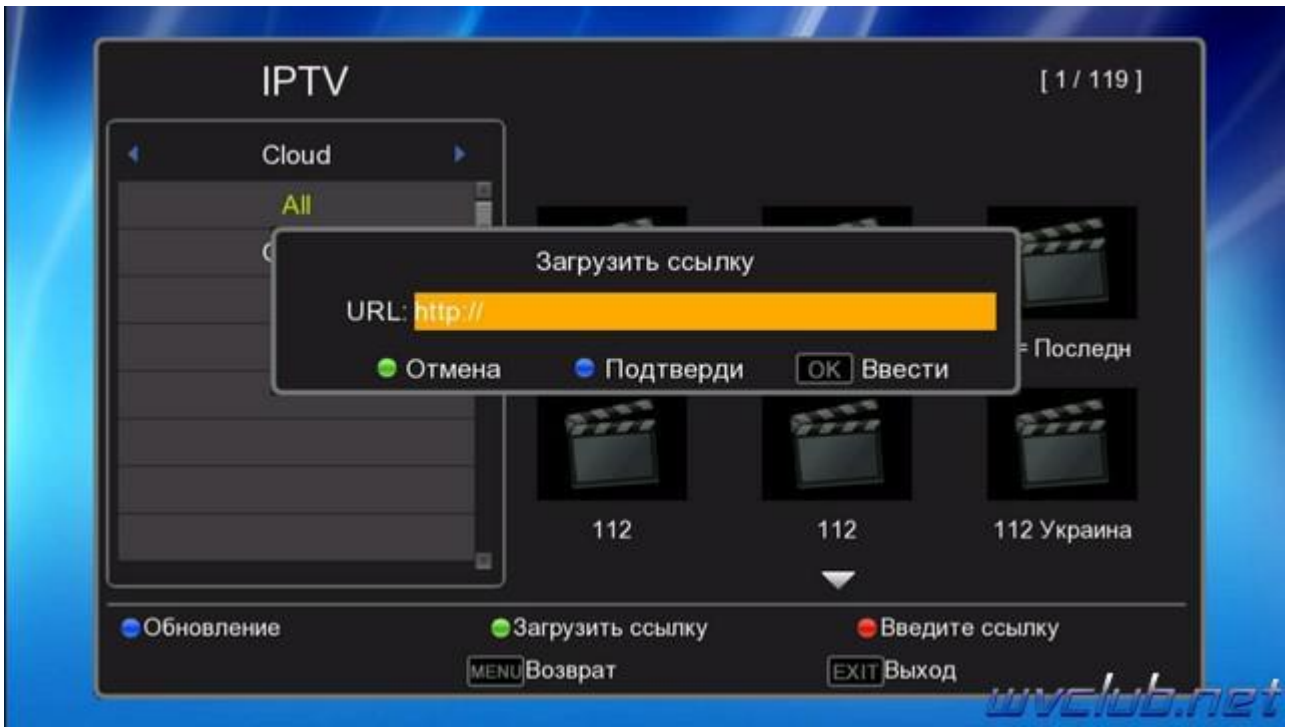 IPTV [ 1 / 119 ]
Cloud
All
Загрузить ссылку
URL: http://
Отмена Подтверди OK Ввести
= Последн
112 112 112 Украина
Обновление Загрузить ссылку Введите ссылку
MENU Возврат EXIT Выход
wvclub.net